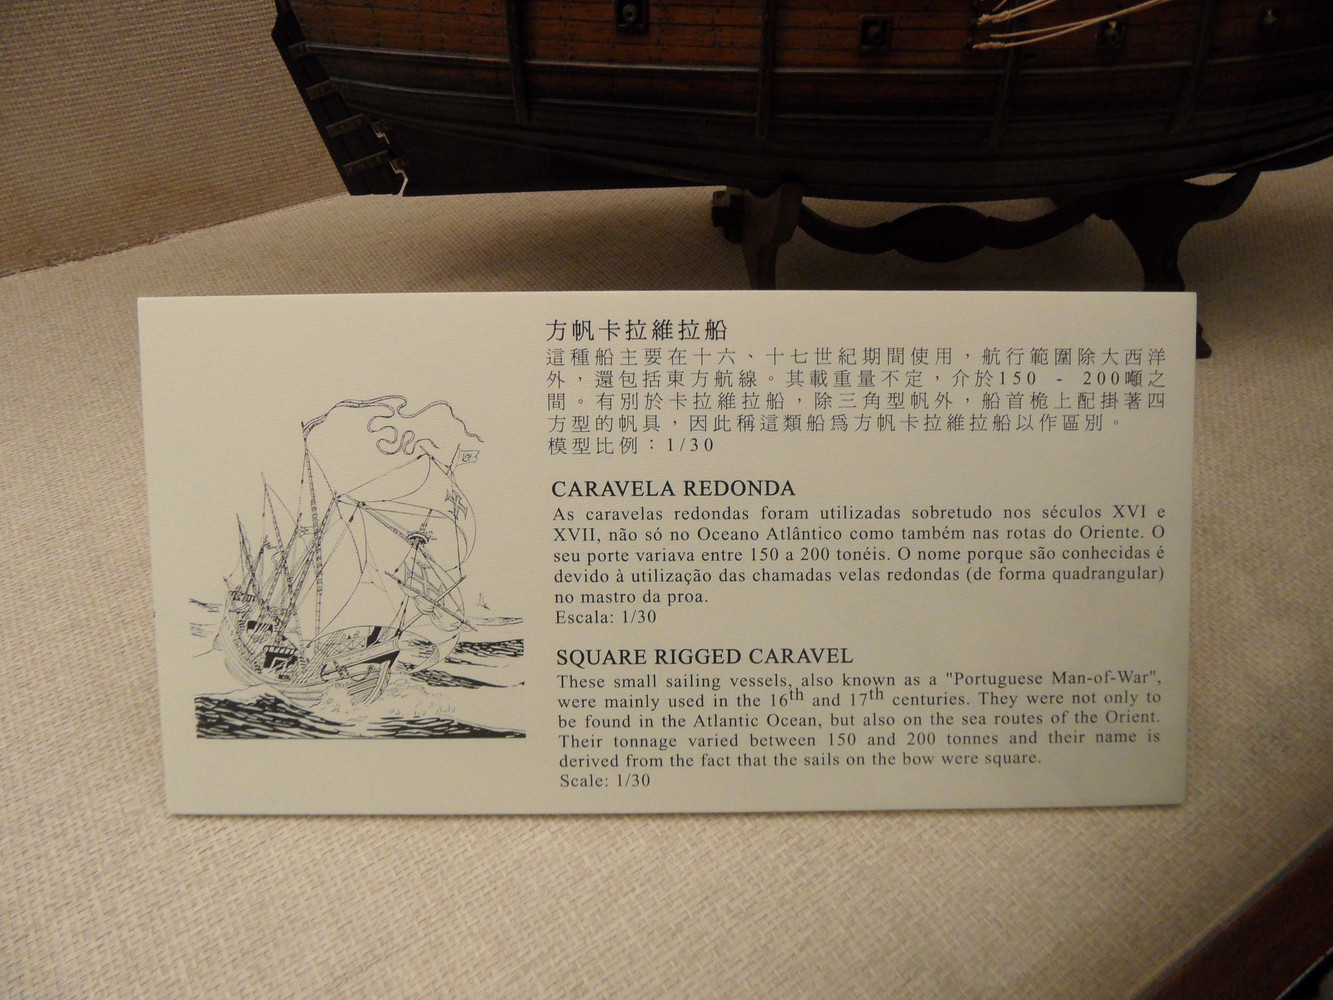 方帆卡拉維拉船
這種船主要在十六、十七世紀期間使用，航行範圍除大西洋
外，還包括東方航線。其載重量不定，介於150 - 200噸之
間。有別於卡拉維拉船，除三角型帆外，船首桅上配掛著四
方型的帆具，因此稱這類船爲方帆卡拉維拉船以作區別。
模型比例：1/30
CARAVELA REDONDA
As caravelas redondas foram utilizadas sobretudo nos séculos XVI e
XVII, não só no Oceano Atlântico como também nas rotas do Oriente. O
seu porte variava entre 150 a 200 tonéis. O nome porque são conhecidas é
devido à utilização das chamadas velas redondas (de forma quadrangular)
no mastro da proa.
Escala: 1/30
SQUARE RIGGED CARAVEL
These small sailing vessels, also known as a "Portuguese Man-of-War",
were mainly used in the 16th and 17th centuries. They were not only to
be found in the Atlantic Ocean, but also on the sea routes of the Orient.
Their tonnage varied between 150 and 200 tonnes and their name is
derived from the fact that the sails on the bow were square.
Scale: 1/30